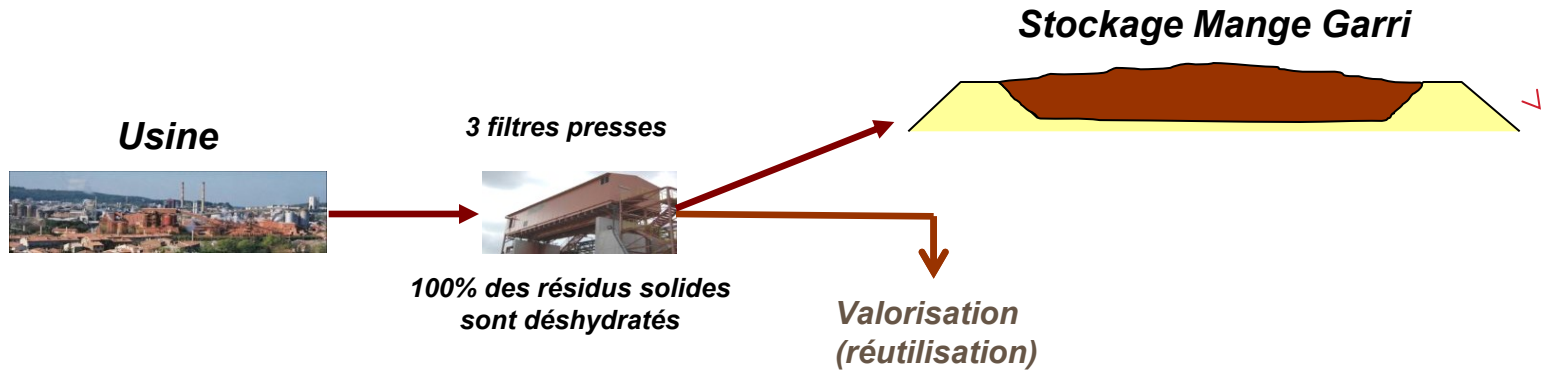 Stockage Mange Garri
Usine
3 filtres presses
100% des résidus solides
sont déshydratés
Valorisation
(réutilisation)